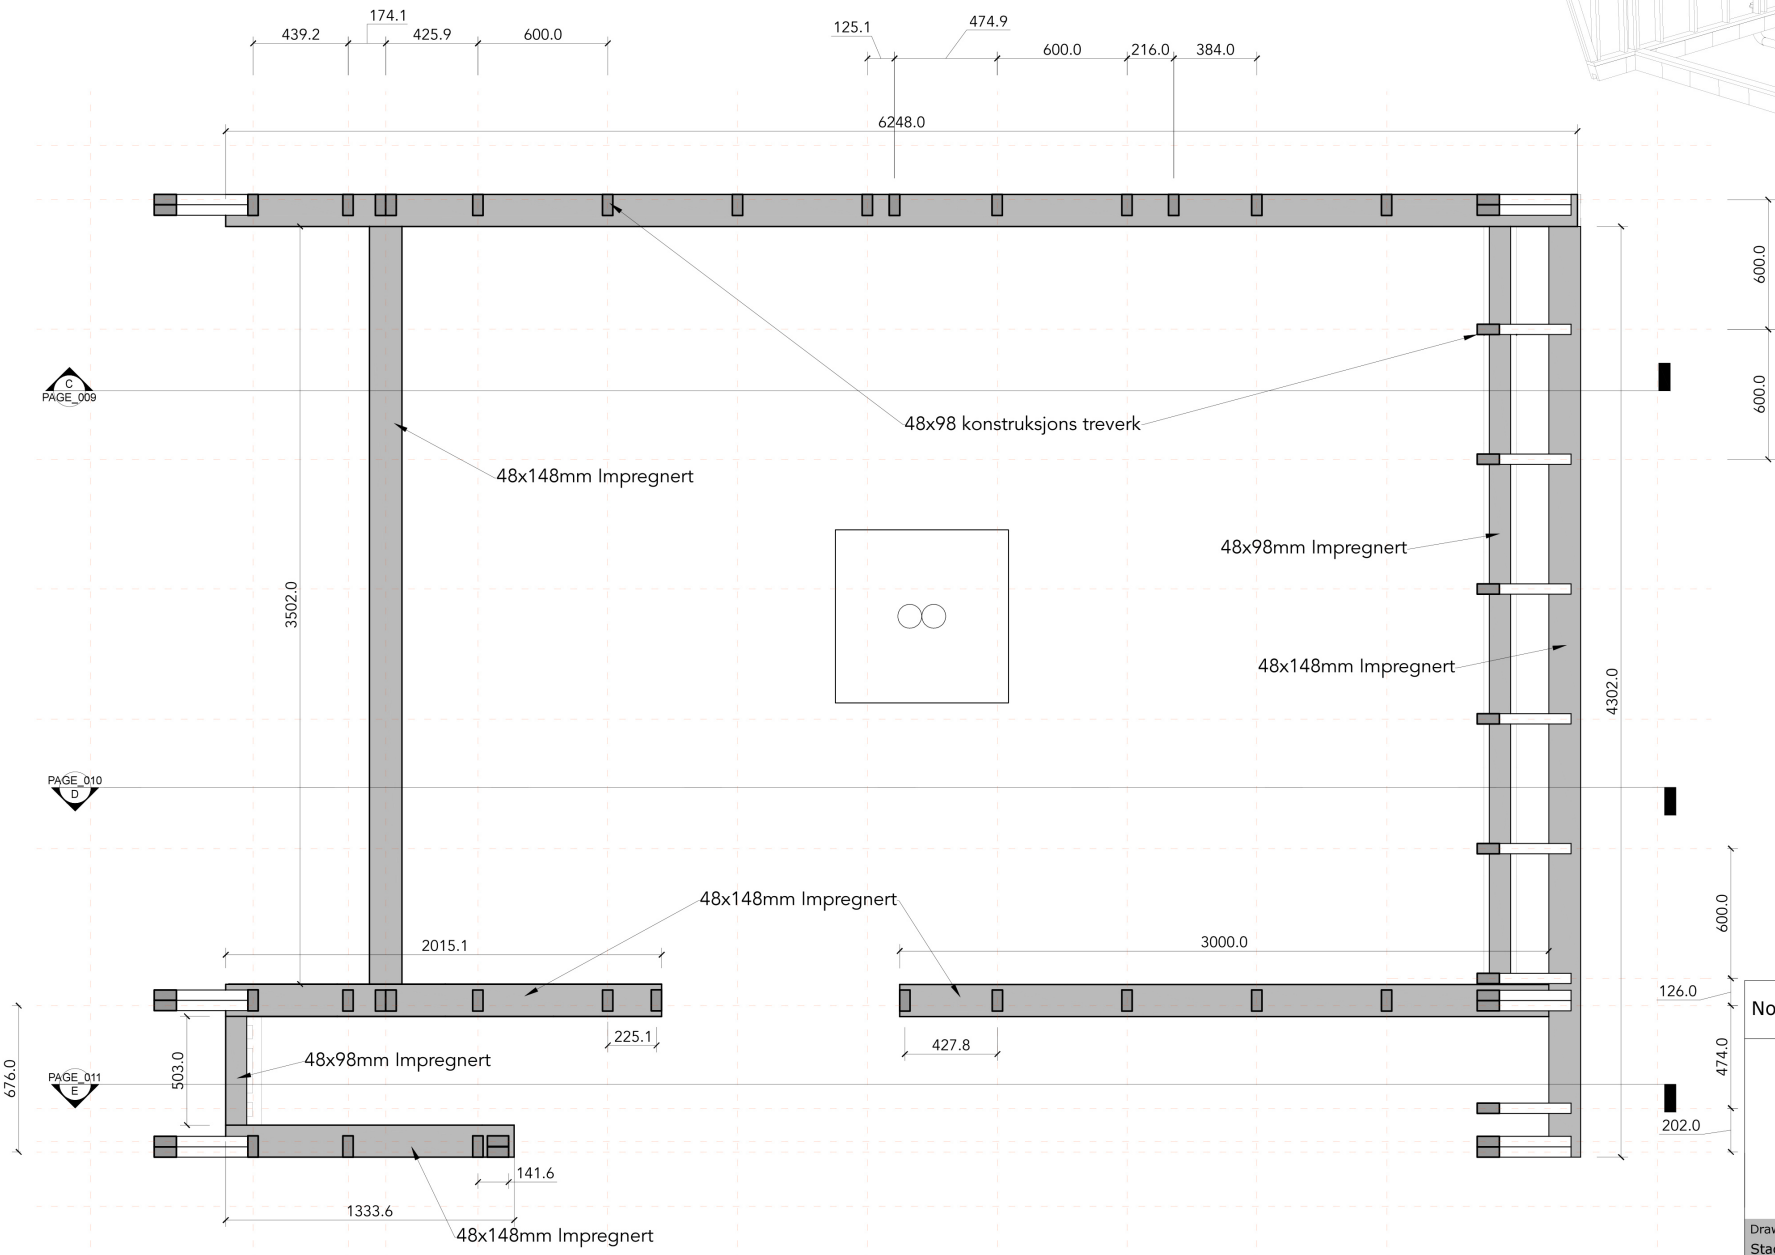 174.1
439.2
425.9
600.0
125.1
474.9
600.0
216.0
384.0
6248.0
600.0
600.0
C
PAGE_009
48x98 konstruksjons treverk
48x148mm Impregnert
48x98mm Impregnert
3502.0
48x148mm Impregnert
4302.0
PAGE_010
D
48x148mm Impregnert
2015.1
3000.0
600.0
126.0
No
225.1
427.8
676.0
503.0
48x98mm Impregnert
474.0
PAGE_011
E
202.0
141.6
1333.6
48x148mm Impregnert
Draw
Sta